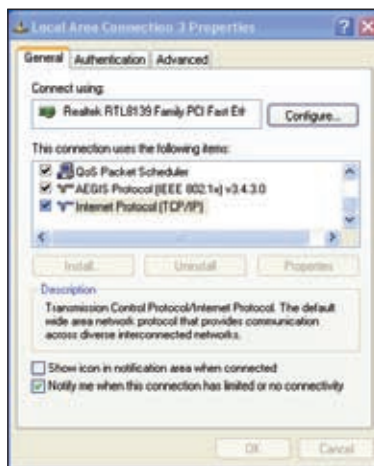 Local Area Connection 3 Properties
General Authentication Advanced
Connect using:
Realtek RTL8139 Family PCI Fast Eth
Configure...
This connection uses the following items:
QoS Packet Scheduler
AEGIS Protocol (IEEE 802.1x) v3.4.3.0
Internet Protocol (TCP/IP)
Install... Uninstall Properties
Description
Transmission Control Protocol/Internet Protocol. The default
wide area network protocol that provides communication
across diverse interconnected networks.
Show icon in notification area when connected
Notify me when this connection has limited or no connectivity
OK Cancel